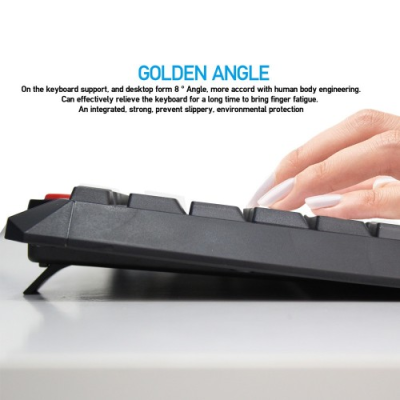 GOLDEN ANGLE
On the keyboard support, and desktop form 8 ° Angle, more accord with human body engineering.
Can effectively relieve the keyboard for a long time to bring finger fatigue.
An integrated, strong, prevent slippery, environmental protection